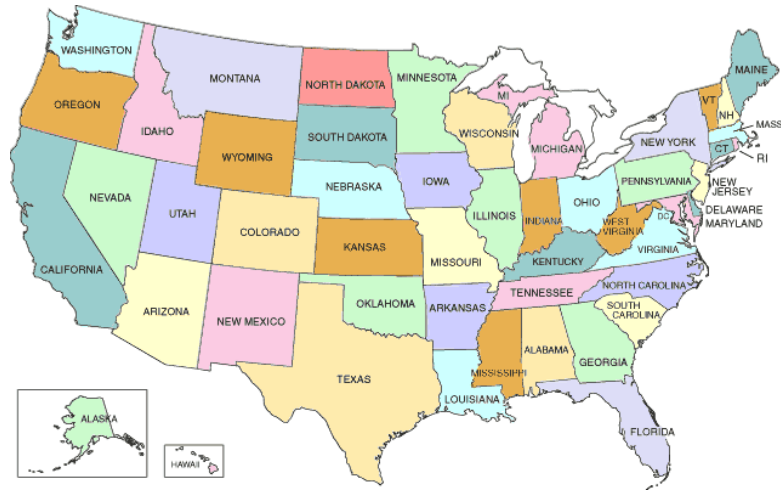 WASHINGTON
MONTANA
NORTH DAKOTA
MINNESOTA
MAINE
OREGON
IDAHO
SOUTH DAKOTA
WISCONSIN
MI
MICHIGAN
VT
NH
MASS
NEW YORK
CT
RI
WYOMING
NEBRASKA
IOWA
PENNSYLVANIA
NEW
JERSEY
NEVADA
UTAH
COLORADO
ILLINOIS
INDIANA
OHIO
DC
DELAWARE
MARYLAND
WEST
VIRGINIA
VIRGINIA
CALIFORNIA
KANSAS
MISSOURI
KENTUCKY
ARIZONA
NEW MEXICO
OKLAHOMA
ARKANSAS
TENNESSEE
NORTH CAROLINA
SOUTH
CAROLINA
TEXAS
LOUISIANA
MISSISSIPPI
ALABAMA
GEORGIA
FLORIDA
ALASKA
HAWAII